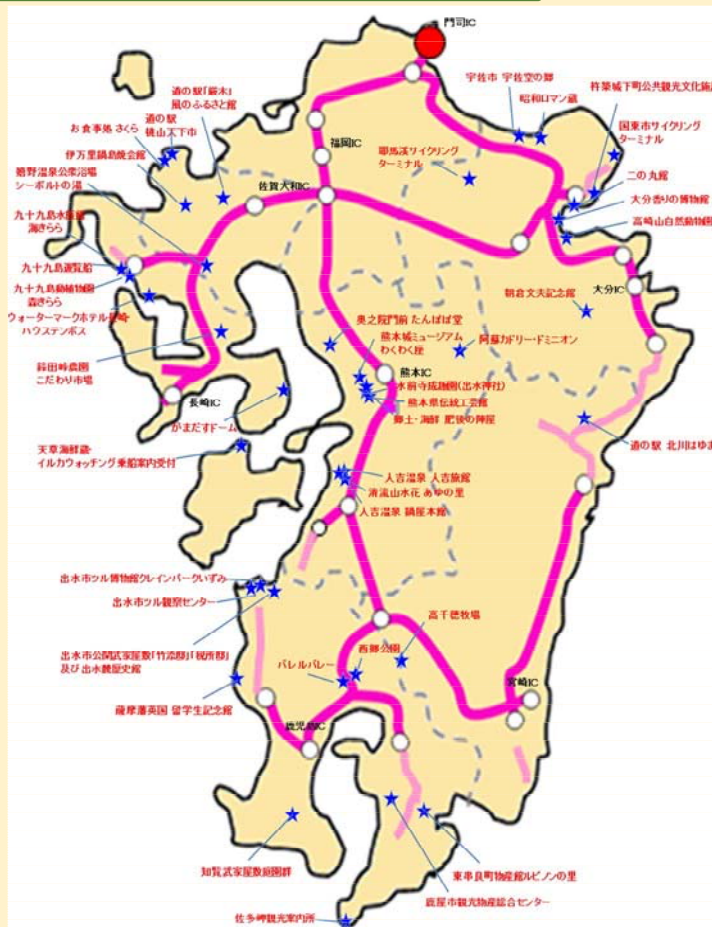 門司IC
宇佐市 宇佐空の郷
昭和ロマン蔵
杵築城下町公共観光文化施設
国東市サイクリング
ターミナル
道の駅「厳木」
風のふるさと館
道の駅
桃山天下市
お食事処 さくら
伊万里鍋島焼会館
福岡IC
耶馬溪サイクリング
ターミナル
嬉野温泉公衆浴場
シーボルトの湯
佐賀大和IC
二の丸館
大分香りの博物館
高崎山自然動物園
九十九島水族館
海きらら
九十九島遊覧船
九十九島動植物園
森きらら
ウォーターマークホテル長崎・
ハウステンボス
朝倉文夫記念館
大分IC
奥之院門前 たんぽぽ堂
熊本城ミュージアム
わくわく座
阿蘇カドリー・ドミニオン
こだわり市場
熊本IC
水前寺成趣園(出水神社)
熊本県伝統工芸館
郷土・海鮮 肥後の陣屋
長崎IC
がまだすドーム
道の駅 北川はゆま
天草海鮮蔵・
イルカウォッチング乗船案内受付
人吉温泉 人吉旅館
清流山水花 あゆの里
人吉温泉 鍋屋本館
出水市ツル博物館クレインパークいずみ
出水市ツル観察センター
出水市公開武家屋敷「竹添邸」「税所邸」
及び出水麓歴史館
高千穂牧場
西郷公園
バレルバレー
薩摩藩英国 留学生記念館
宮崎IC
鹿児島IC
知覧武家屋敷庭園群
東串良町物産館ルピノンの里
鹿屋市観光物産総合センター
佐多岬観光案内所